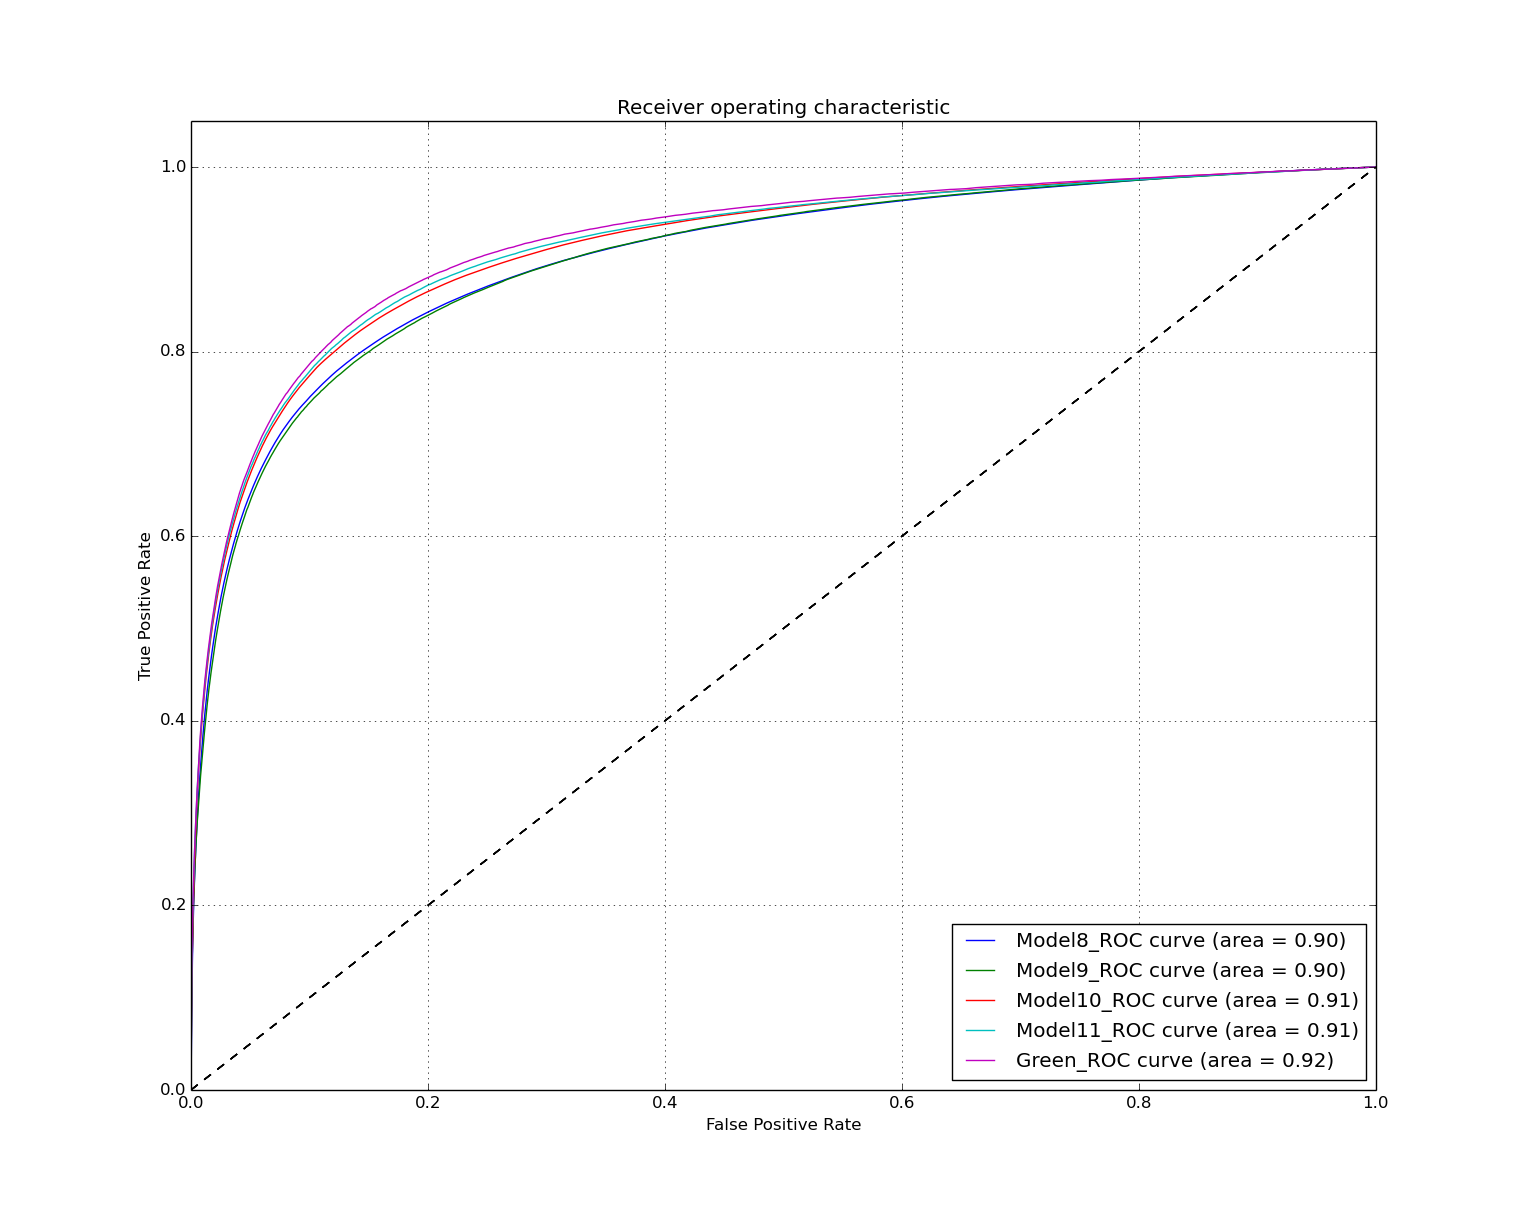 Receiver operating characteristic
1.0
0.8
0.6
0.4
0.2
0.0
True Positive Rate
0.0 0.2 0.4 0.6 0.8 1.0
False Positive Rate
Model8_ROC curve (area = 0.90)
Model9_ROC curve (area = 0.90)
Model10_ROC curve (area = 0.91)
Model11_ROC curve (area = 0.91)
Green_ROC curve (area = 0.92)